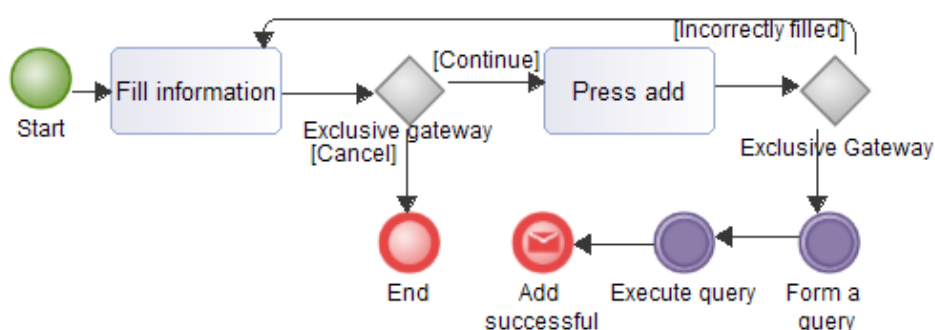 [Incorrectly filled]
[Continue]
Fill information
Press add
Start
Exclusive gateway
[Cancel]
Exclusive Gateway
End
Add
successful
Execute query
Form a
query